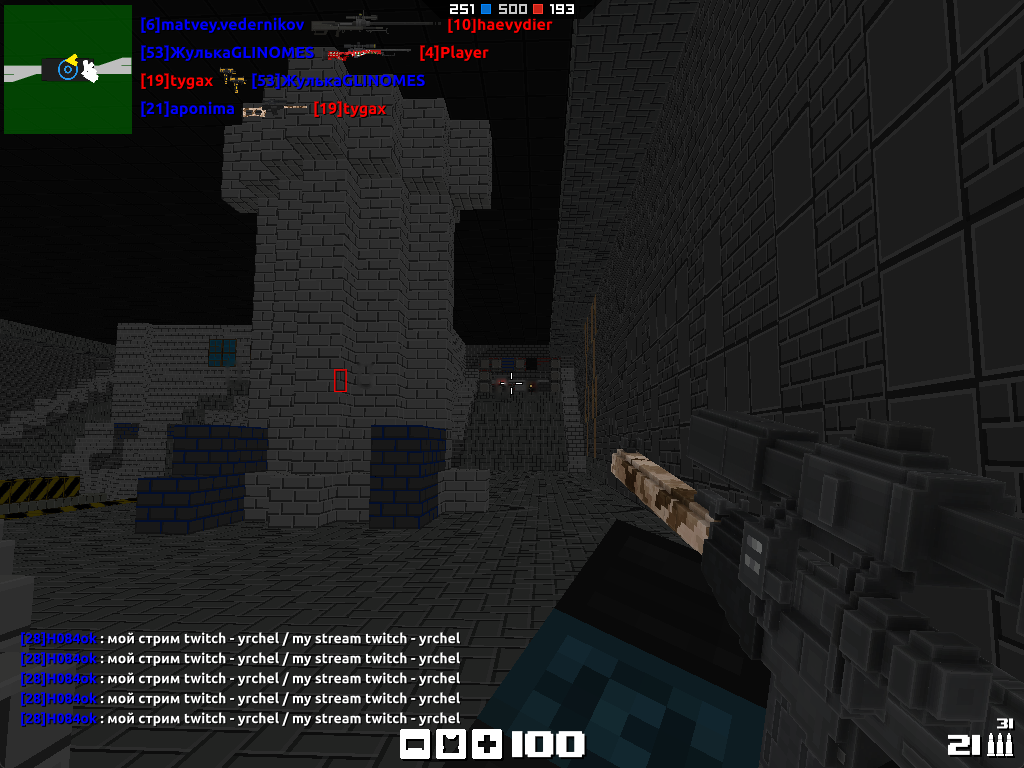 251 500 193
[6]matvey.vedernikov [10]haevydier
[53]ЖулькаGLINOMES [4]Player
[19]tygax [53]ЖулькаGLINOMES
[21]aponima [19]tygax
[28]H084ok : мой стрим twitch - yrchel / my stream twitch - yrchel
[28]H084ok : мой стрим twitch - yrchel / my stream twitch - yrchel
[28]H084ok : мой стрим twitch - yrchel / my stream twitch - yrchel
[28]H084ok : мой стрим twitch - yrchel / my stream twitch - yrchel
[28]H084ok : мой стрим twitch - yrchel / my stream twitch - yrchel
100
31
21